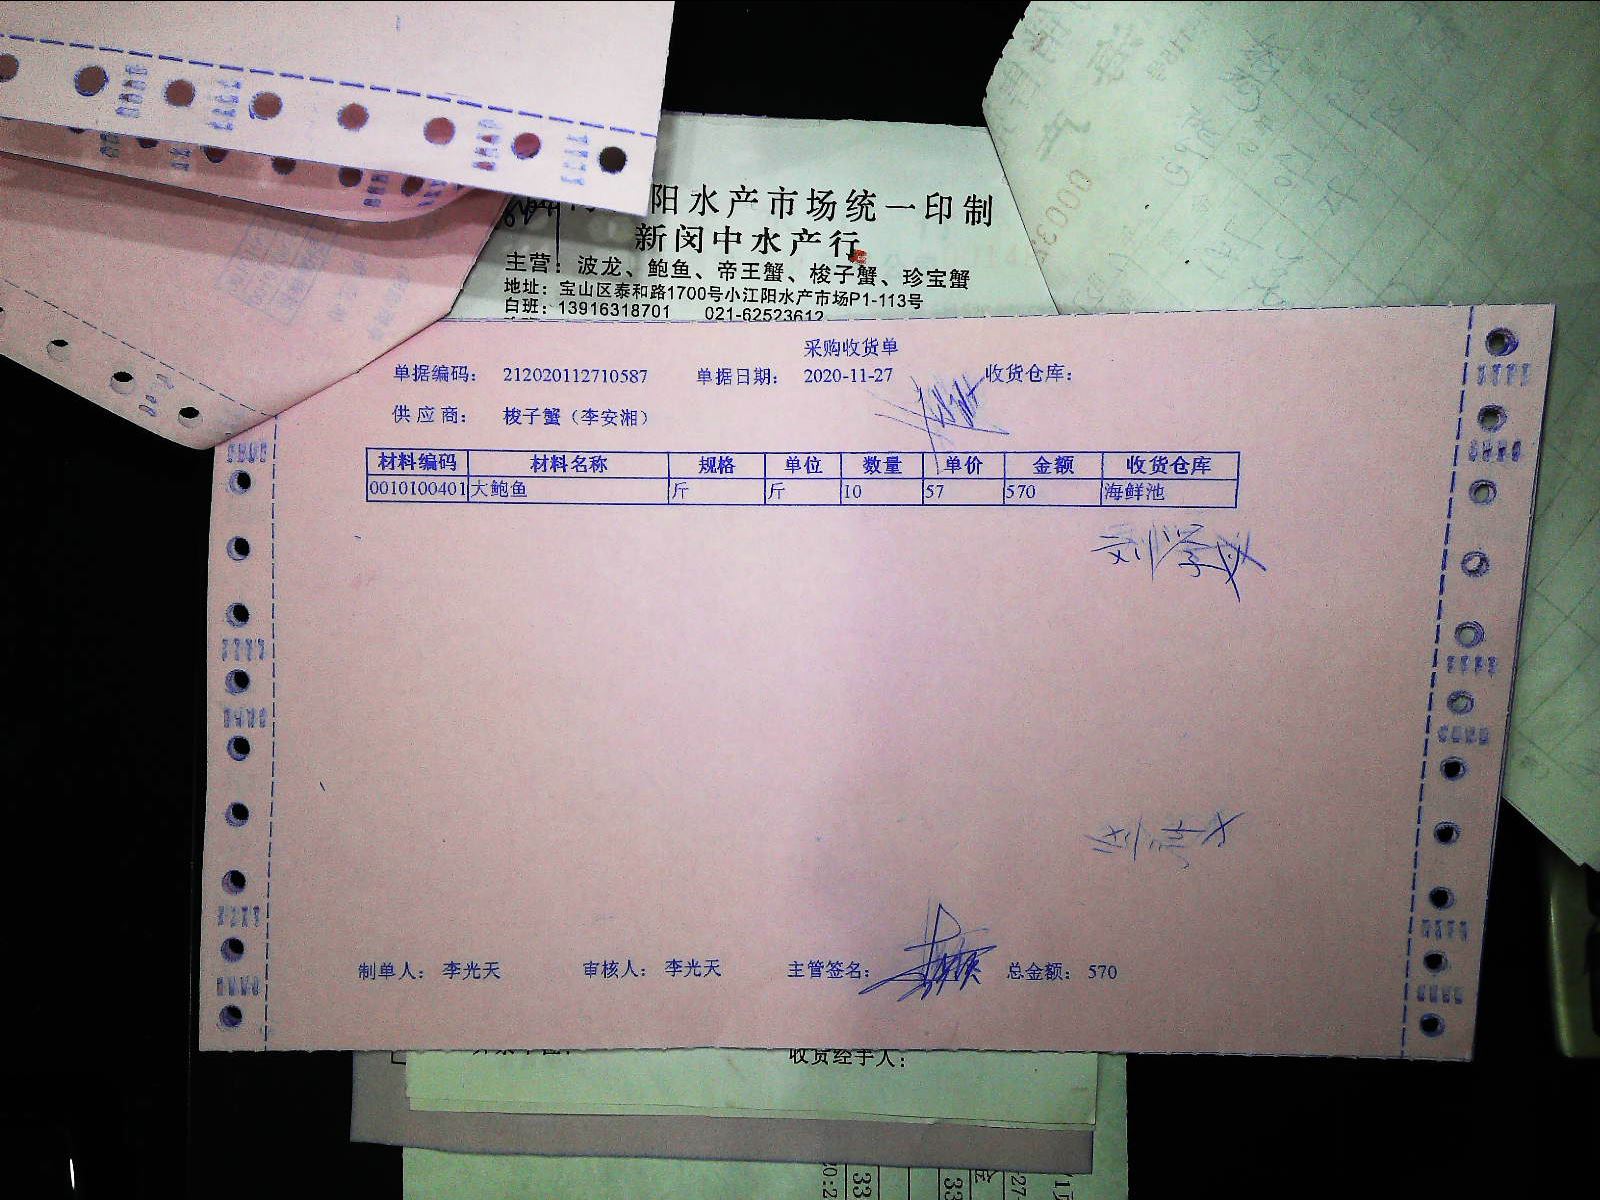 阳水产市场统一印制
新闵中水产行
主营：波龙、鲍鱼、帝王蟹、梭子蟹、珍宝蟹
地址：宝山区泰和路1700号小江阳水产市场P1-113号
白班：13916318701 021-62523612
采购收货单
单据编码： 212020112710587 单据日期： 2020-11-27 收货仓库：
供应商： 梭子蟹（李安湘）
材料编码 材料名称 规格 单位 数量 单价 金额 收货仓库
0010100401 大鲍鱼 斤 斤 10 57 570 海鲜池
制单人： 李光天 审核人： 李光天 主管签名： 总金额： 570
收货经手人：